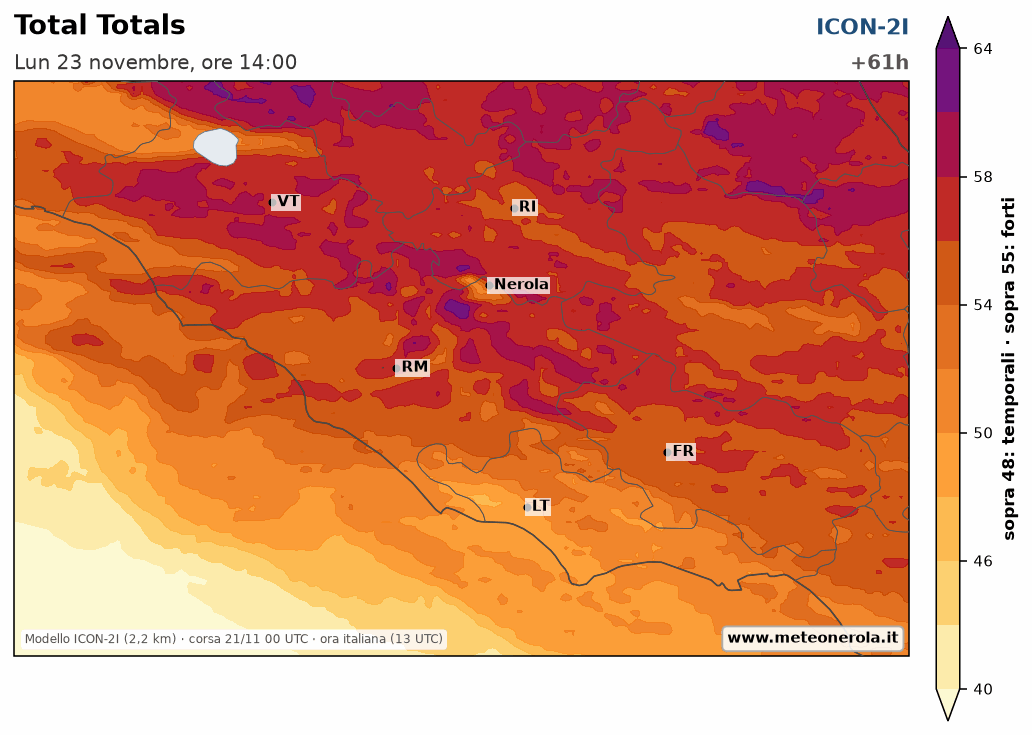 Total Totals
ICON-2I
Lun 23 novembre, ore 14:00
+61h
VT
RI
Nerola
RM
FR
LT
Modello ICON-2I (2,2 km) · corsa 21/11 00 UTC · ora italiana (13 UTC)
www.meteonerola.it
64
58
54
50
46
40
sopra 48: temporali · sopra 55: forti